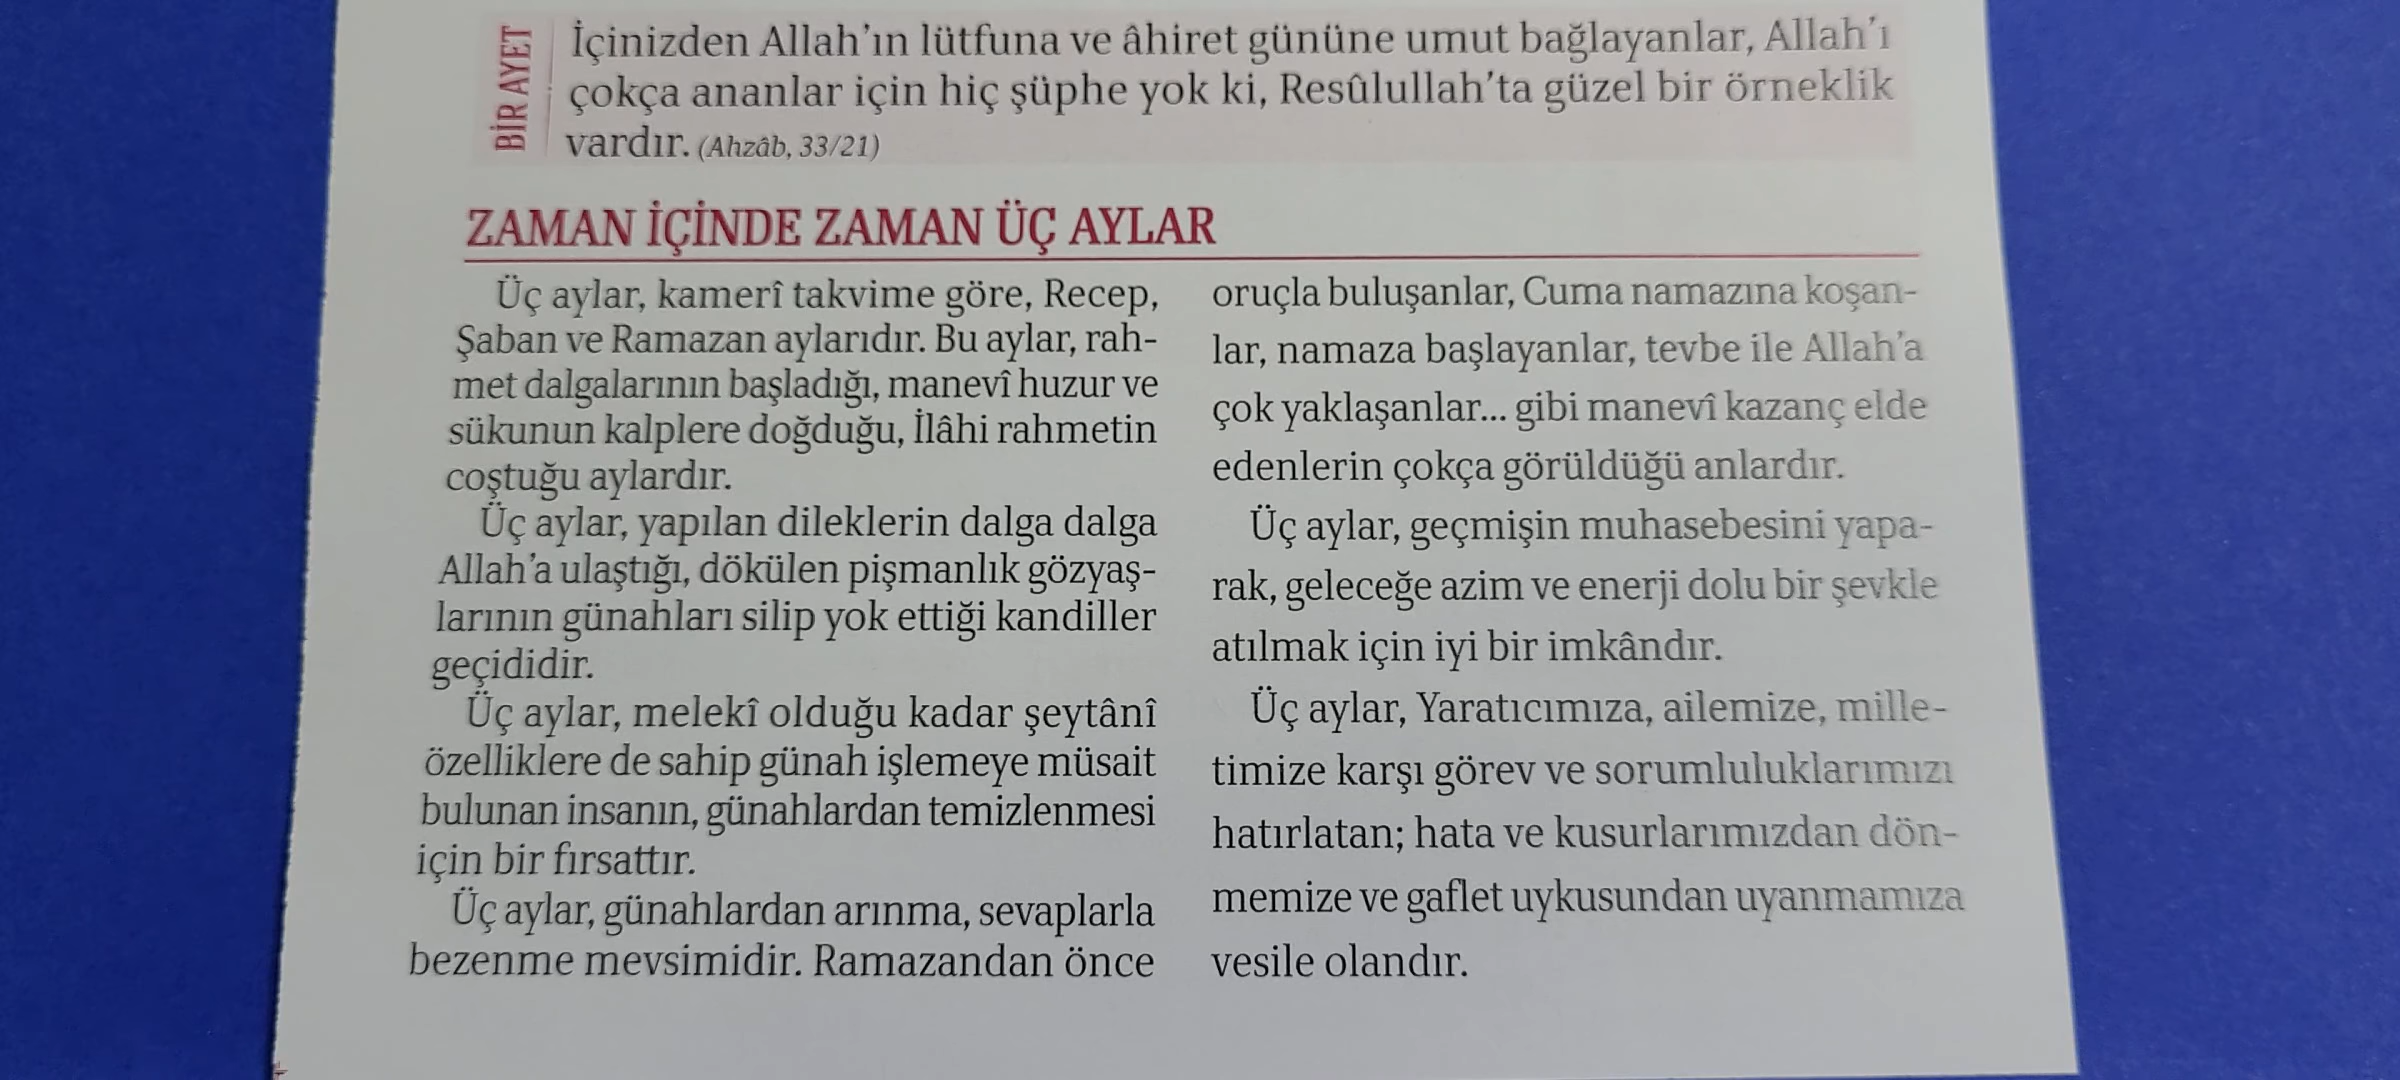 BİR AYET
İçinizden Allah'ın lütfuna ve âhiret gününe umut bağlayanlar, Allah'ı
çokça ananlar için hiç şüphe yok ki, Resûlullah'ta güzel bir örneklik
vardır. (Ahzâb, 33/21)
ZAMAN İÇİNDE ZAMAN ÜÇ AYLAR
Üç aylar, kamerî takvime göre, Recep,
Şaban ve Ramazan aylarıdır. Bu aylar, rah-
met dalgalarının başladığı, manevî huzur ve
sükunun kalplere doğduğu, İlâhi rahmetin
coştuğu aylardır.
Üç aylar, yapılan dileklerin dalga dalga
Allah'a ulaştığı, dökülen pişmanlık gözyaş-
larının günahları silip yok ettiği kandiller
geçididir.
Üç aylar, melekî olduğu kadar şeytânî
özelliklere de sahip günah işlemeye müsait
bulunan insanın, günahlardan temizlenmesi
için bir fırsattır.
Üç aylar, günahlardan arınma, sevaplarla
bezenme mevsimidir. Ramazandan önce
oruçla buluşanlar, Cuma namazına koşan-
lar, namaza başlayanlar, tevbe ile Allah'a
çok yaklaşanlar... gibi manevî kazanç elde
edenlerin çokça görüldüğü anlardır.
Üç aylar, geçmişin muhasebesini yapa-
rak, geleceğe azim ve enerji dolu bir şevkle
atılmak için iyi bir imkândır.
Üç aylar, Yaratıcımıza, ailemize, mille-
timize karşı görev ve sorumluluklarımızı
hatırlatan; hata ve kusurlarımızdan dön-
memize ve gaflet uykusundan uyanmamıza
vesile olandır.